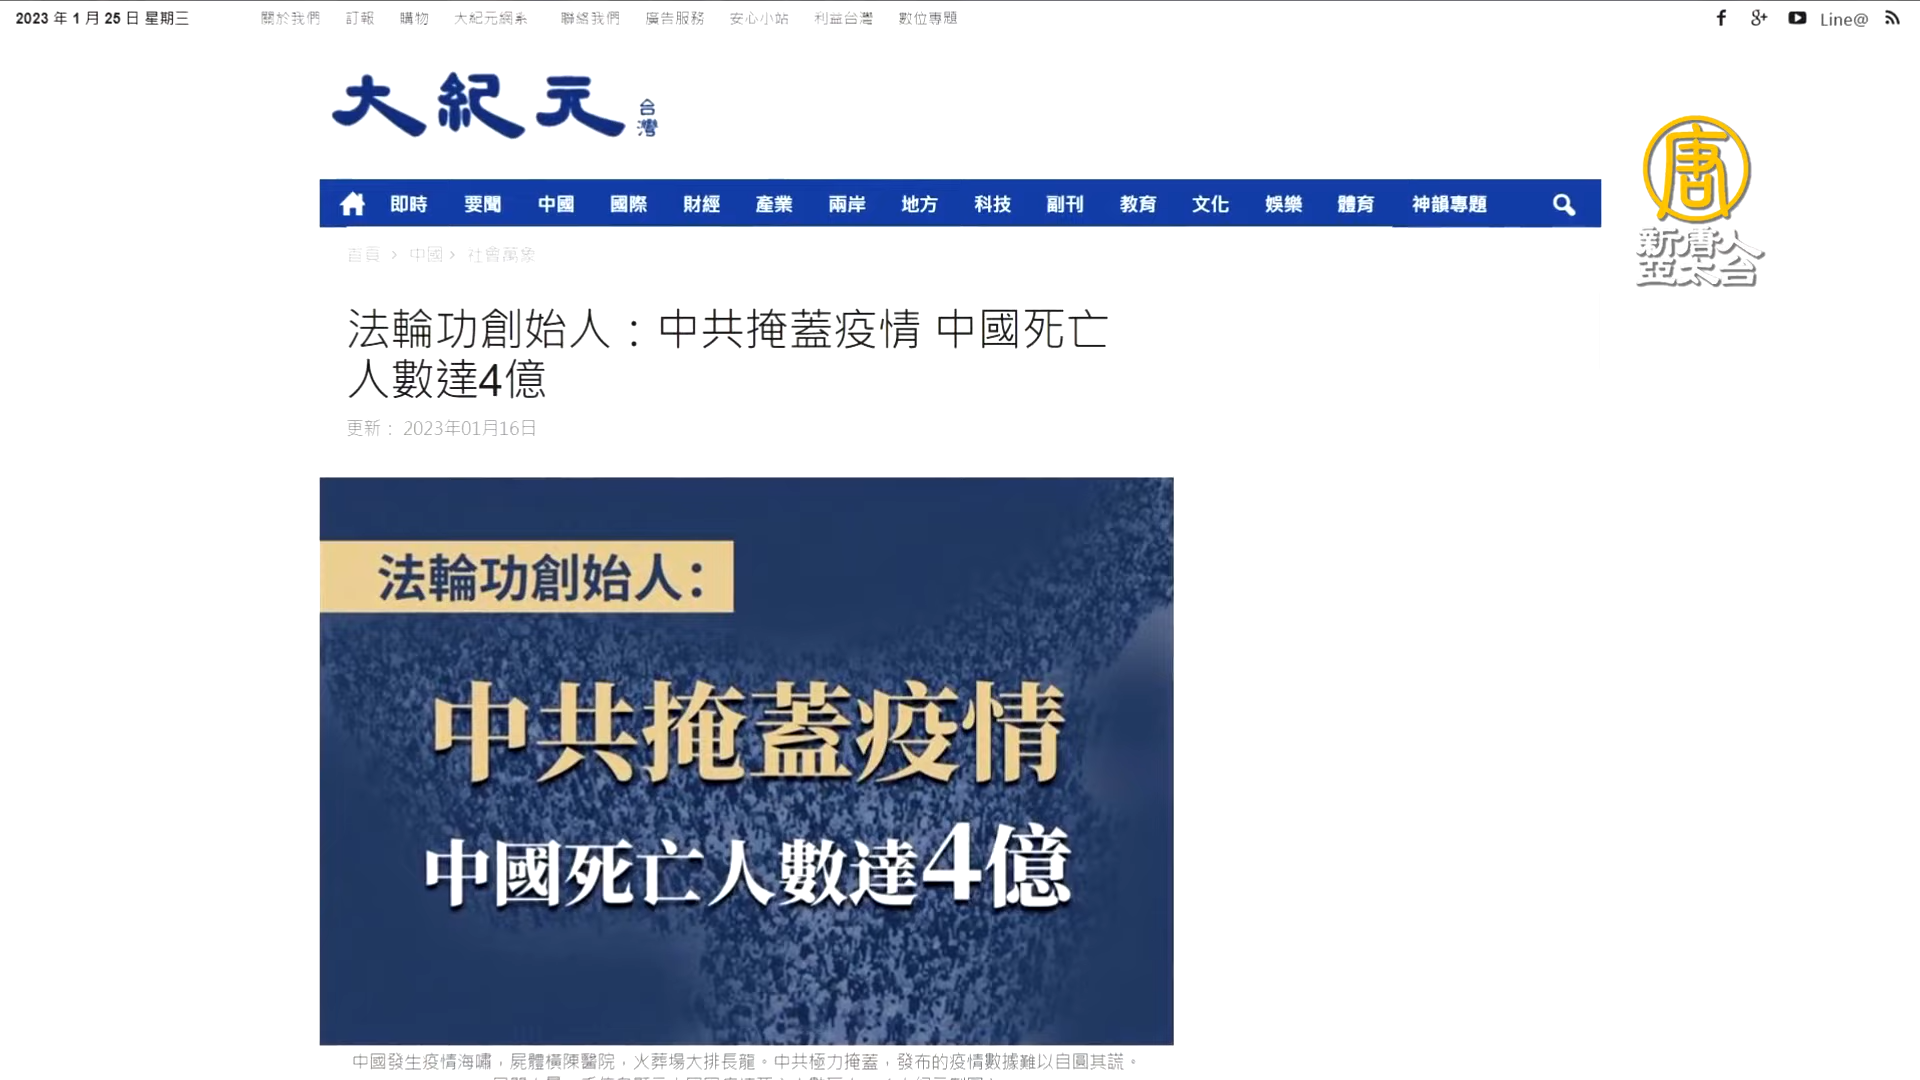 2023 年 1 月 25 日 星期三
關於我們 訂報 購物 大紀元網系 聯絡我們 廣告服務 安心小站 利益台灣 數位專題
Line@
大紀元 台灣
即時 要聞 中國 國際 財經 產業 兩岸 地方 科技 副刊 教育 文化 娛樂 體育 神韻專題
唐
新唐人
亞太台
首頁 › 中國 › 社會萬象
法輪功創始人：中共掩蓋疫情 中國死亡
人數達4億
更新： 2023年01月16日
法輪功創始人：
中共掩蓋疫情
中國死亡人數達4億
中國發生疫情海嘯，屍體橫陳醫院，火葬場大排長龍。中共極力掩蓋，發布的疫情數據難以自圓其謊。